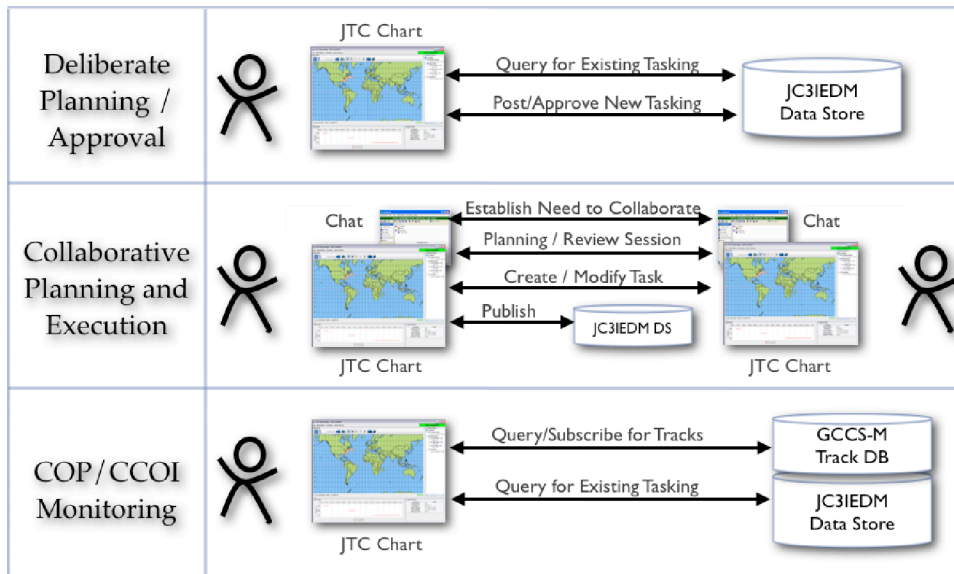 JTC Chart
Deliberate
Planning /
Approval
Query for Existing Tasking
Post/Approve New Tasking
JC3IEDM
Data Store
Collaborative
Planning and
Execution
Chat
Establish Need to Collaborate
Chat
Planning / Review Session
Create / Modify Task
Publish
JC3IEDM DS
JTC Chart
JTC Chart
COP/CCOI
Monitoring
Query/Subscribe for Tracks
GCCS-M
Track DB
Query for Existing Tasking
JC3IEDM
Data Store
JTC Chart